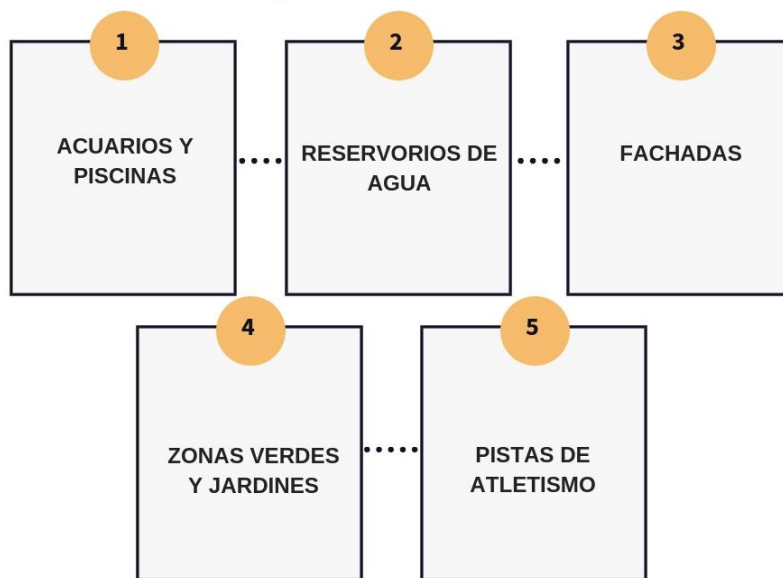 1
ACUARIOS Y
PISCINAS
2
RESERVORIOS DE
AGUA
3
FACHADAS
4
ZONAS VERDES
Y JARDINES
5
PISTAS DE
ATLETISMO